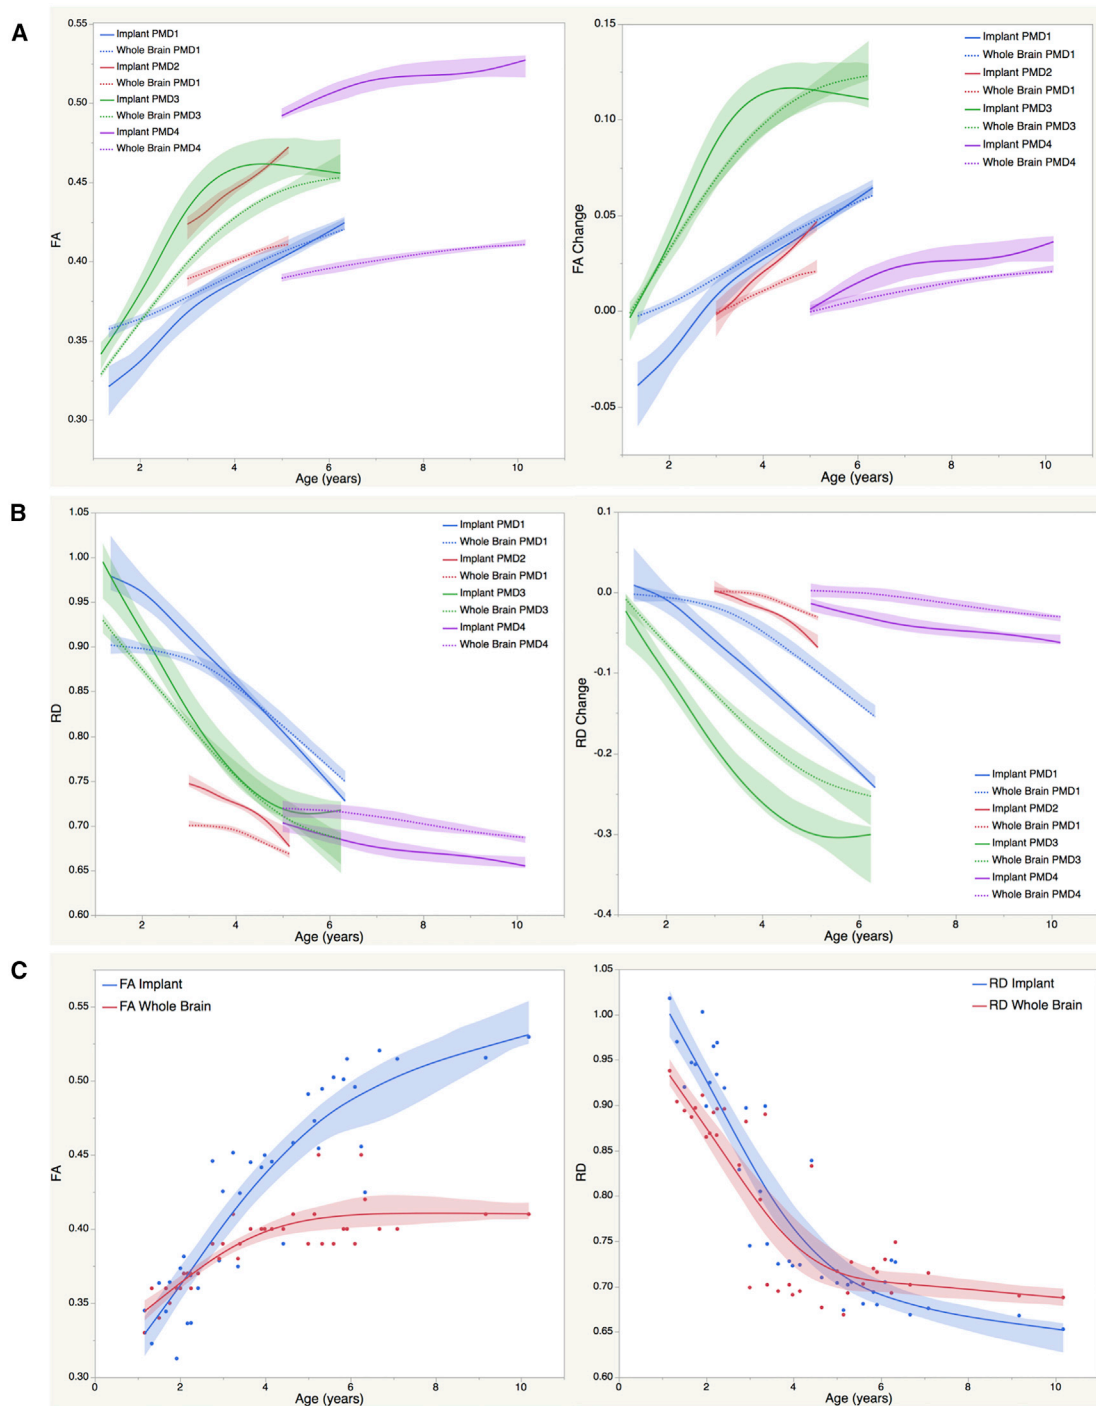 A
0.55
0.50
0.45
0.40
0.35
0.30
FA
Implant PMD1
Whole Brain PMD1
Implant PMD2
Whole Brain PMD1
Implant PMD3
Whole Brain PMD3
Implant PMD4
Whole Brain PMD4
2 4 6 8 10
Age (years)
0.15
0.10
0.05
0.00
-0.05
FA Change
Implant PMD1
Whole Brain PMD1
Implant PMD2
Whole Brain PMD1
Implant PMD3
Whole Brain PMD3
Implant PMD4
Whole Brain PMD4
2 4 6 8 10
Age (years)
B
1.05
1.00
0.95
0.90
0.85
0.80
0.75
0.70
0.65
0.60
RD
Implant PMD1
Whole Brain PMD1
Implant PMD2
Whole Brain PMD1
Implant PMD3
Whole Brain PMD3
Implant PMD4
Whole Brain PMD4
2 4 6 8 10
Age (years)
0.1
0.0
-0.1
-0.2
-0.3
-0.4
RD Change
Implant PMD1
Whole Brain PMD1
Implant PMD2
Whole Brain PMD1
Implant PMD3
Whole Brain PMD3
Implant PMD4
Whole Brain PMD4
2 4 6 8 10
Age (years)
C
0.55
0.50
0.45
0.40
0.35
0.30
FA
FA Implant
FA Whole Brain
0 2 4 6 8 10
Age (years)
1.05
1.00
0.95
0.90
0.85
0.80
0.75
0.70
0.65
0.60
RD
RD Implant
RD Whole Brain
0 2 4 6 8 10
Age (years)